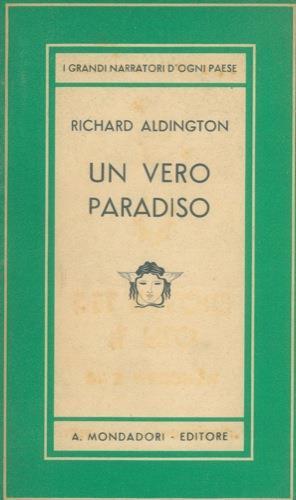 I GRANDI NARRATORI D'OGNI PAESE
RICHARD ALDINGTON
UN VERO
PARADISO
A. MONDADORI - EDITORE